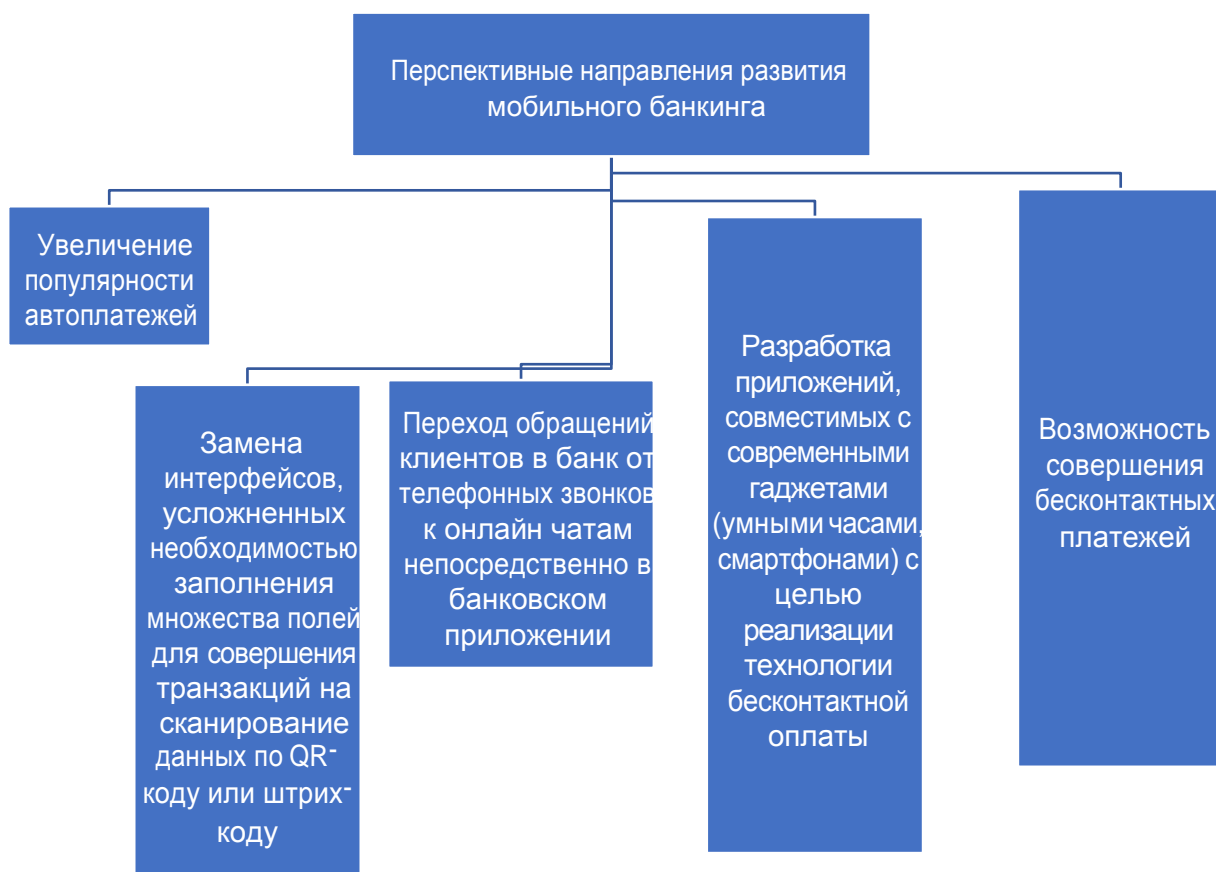 Перспективные направления развития
мобильного банкинга
Увеличение
популярности
автоплатежей
Замена
интерфейсов,
усложненных
необходимостью
заполнения
множества полей
для совершения
транзакций на
сканирование
данных по QR-
коду или штрих-
коду
Переход обращений
клиентов в банк от
телефонных звонков
к онлайн чатам
непосредственно в
банковском
приложении
Разработка
приложений,
совместимых с
современными
гаджетами
(умными часами,
смартфонами) с
целью
реализации
технологии
бесконтактной
оплаты
Возможность
совершения
бесконтактных
платежей